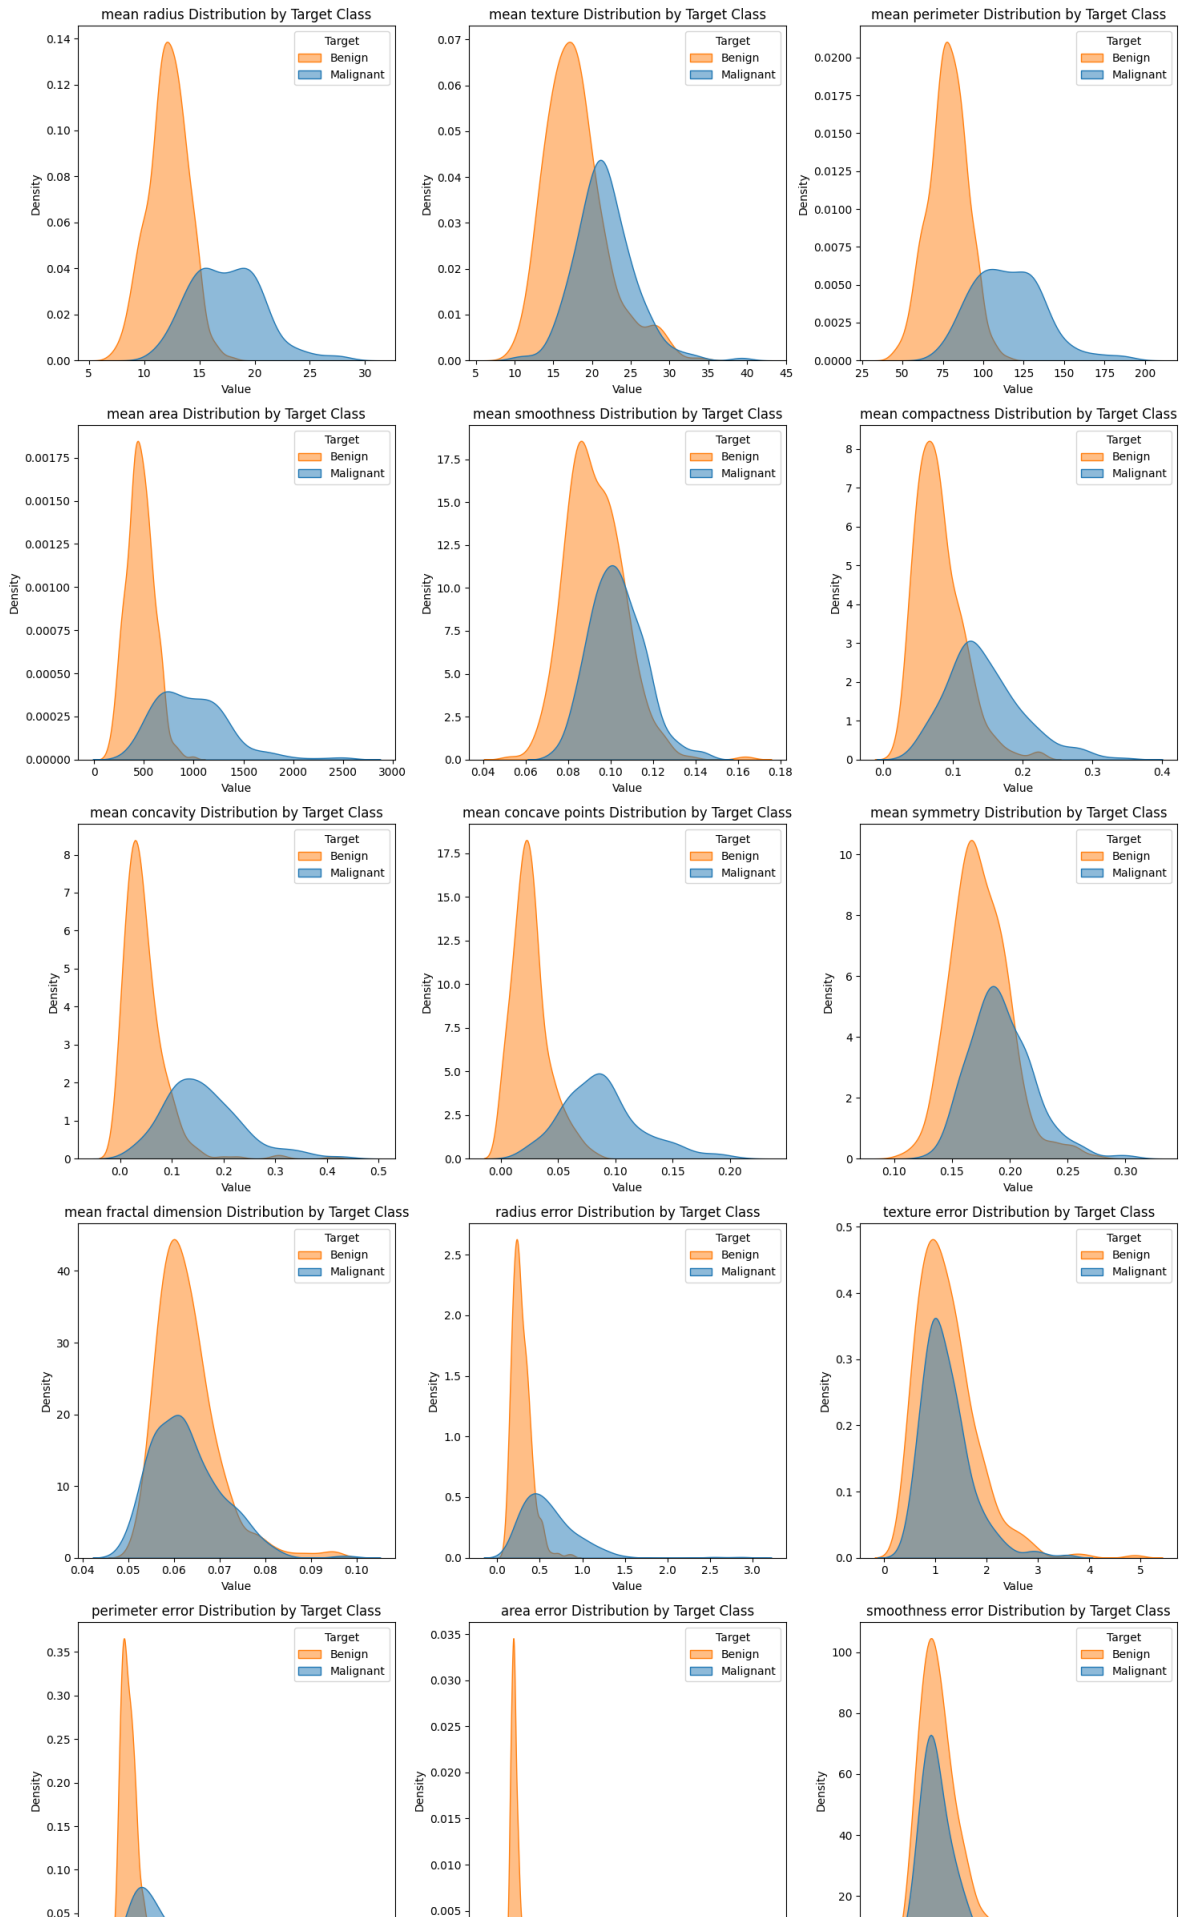 mean radius Distribution by Target Class
Density
0.14
0.12
0.10
0.08
0.06
0.04
0.02
0.00
Target
Benign
Malignant
5 10 15 20 25 30
Value
mean texture Distribution by Target Class
Density
0.07
0.06
0.05
0.04
0.03
0.02
0.01
0.00
Target
Benign
Malignant
5 10 15 20 25 30 35 40 45
Value
mean perimeter Distribution by Target Class
Density
0.0200
0.0175
0.0150
0.0125
0.0100
0.0075
0.0050
0.0025
0.0000
Target
Benign
Malignant
25 50 75 100 125 150 175 200
Value
mean area Distribution by Target Class
Density
0.00175
0.00150
0.00125
0.00100
0.00075
0.00050
0.00025
0.00000
Target
Benign
Malignant
0 500 1000 1500 2000 2500 3000
Value
mean smoothness Distribution by Target Class
Density
17.5
15.0
12.5
10.0
7.5
5.0
2.5
0.0
Target
Benign
Malignant
0.04 0.06 0.08 0.10 0.12 0.14 0.16 0.18
Value
mean compactness Distribution by Target Class
Density
8
7
6
5
4
3
2
1
0
Target
Benign
Malignant
0.0 0.1 0.2 0.3 0.4
Value
mean concavity Distribution by Target Class
Density
8
7
6
5
4
3
2
1
0
Target
Benign
Malignant
0.0 0.1 0.2 0.3 0.4 0.5
Value
mean concave points Distribution by Target Class
Density
17.5
15.0
12.5
10.0
7.5
5.0
2.5
0.0
Target
Benign
Malignant
0.00 0.05 0.10 0.15 0.20
Value
mean symmetry Distribution by Target Class
Density
10
8
6
4
2
0
Target
Benign
Malignant
0.10 0.15 0.20 0.25 0.30
Value
mean fractal dimension Distribution by Target Class
Density
40
30
20
10
0
Target
Benign
Malignant
0.04 0.05 0.06 0.07 0.08 0.09 0.10
Value
radius error Distribution by Target Class
Density
2.5
2.0
1.5
1.0
0.5
0.0
Target
Benign
Malignant
0.0 0.5 1.0 1.5 2.0 2.5 3.0
Value
texture error Distribution by Target Class
Density
0.5
0.4
0.3
0.2
0.1
0.0
Target
Benign
Malignant
0 1 2 3 4 5
Value
perimeter error Distribution by Target Class
Density
0.35
0.30
0.25
0.20
0.15
0.10
0.05
Target
Benign
Malignant
area error Distribution by Target Class
Density
0.035
0.030
0.025
0.020
0.015
0.010
0.005
Target
Benign
Malignant
smoothness error Distribution by Target Class
Density
100
80
60
40
20
Target
Benign
Malignant